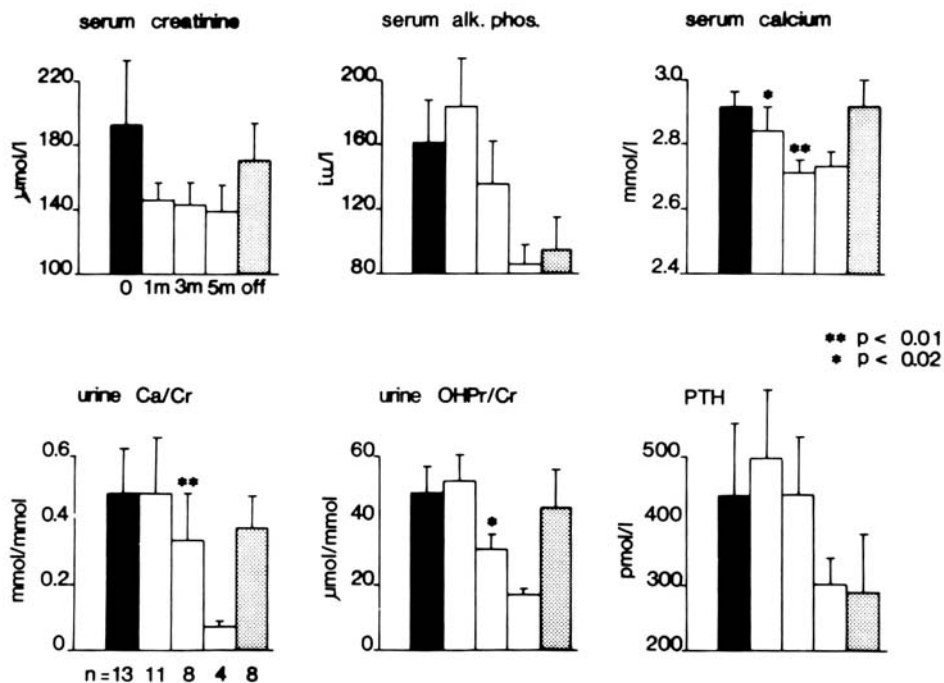 serum creatinine
220
180
140
100
μmol/l
0 1m 3m 5m off
serum alk. phos.
200
160
120
80
i.u/l
serum calcium
3.0
2.8
2.6
2.4
mmol/l
*
**
** p < 0.01
* p < 0.02
urine Ca/Cr
0.6
0.4
0.2
0
mmol/mmol
**
n = 13 11 8 4 8
urine OHPr/Cr
60
40
20
0
μmol/mmol
*
PTH
500
400
300
200
pmol/l